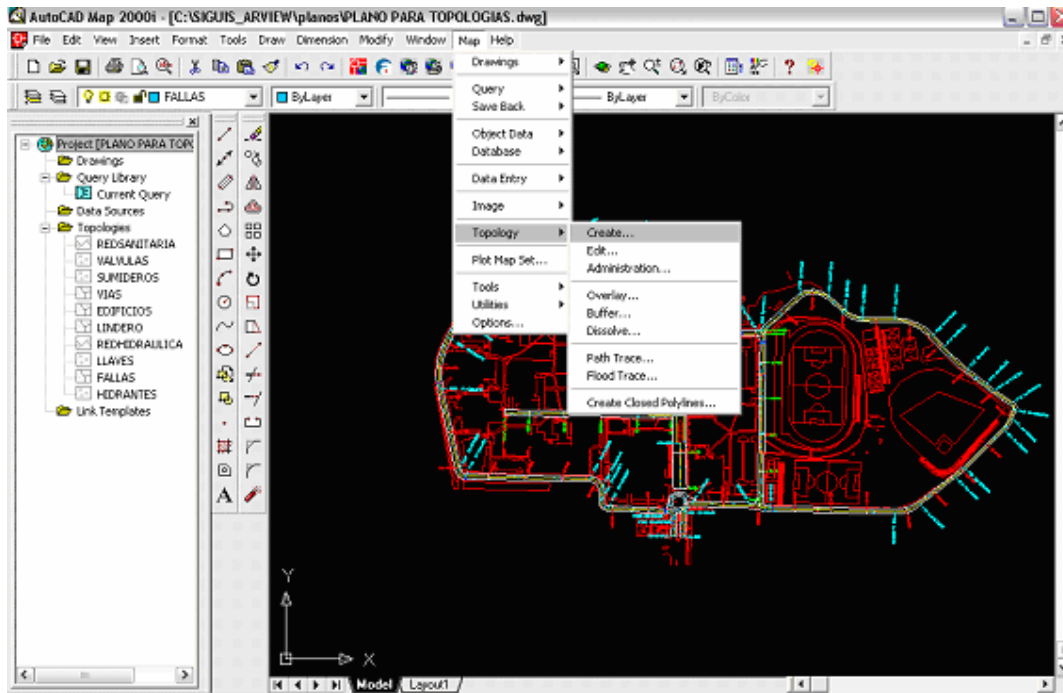 AutoCAD Map 2000i - [C:\SIGUIS_ARVIEW\planos\PLANO PARA TOPOLOGIAS.dwg]
File Edit View Insert Format Tools Draw Dimension Modify Window Map Help
FALLAS
ByLayer
ByLayer
ByColor
Project [PLANO PARA TOPO
Drawings
Query Library
Current Query
Data Sources
Topologies
REDSANITARIA
VALVULAS
SUMIDEROS
VIAS
EDIFICIOS
LINDERO
REDHIDRAULICA
LLAVES
FALLAS
HIDRANTES
Link Templates
Drawings
Query
Save Back
Object Data
Database
Data Entry
Image
Topology
Plot Map Set...
Tools
Utilities
Options...
Create...
Edit...
Administration...
Overlay...
Buffer...
Dissolve...
Path Trace...
Flood Trace...
Create Closed Polylines...
A
Y
X
Model Layout1